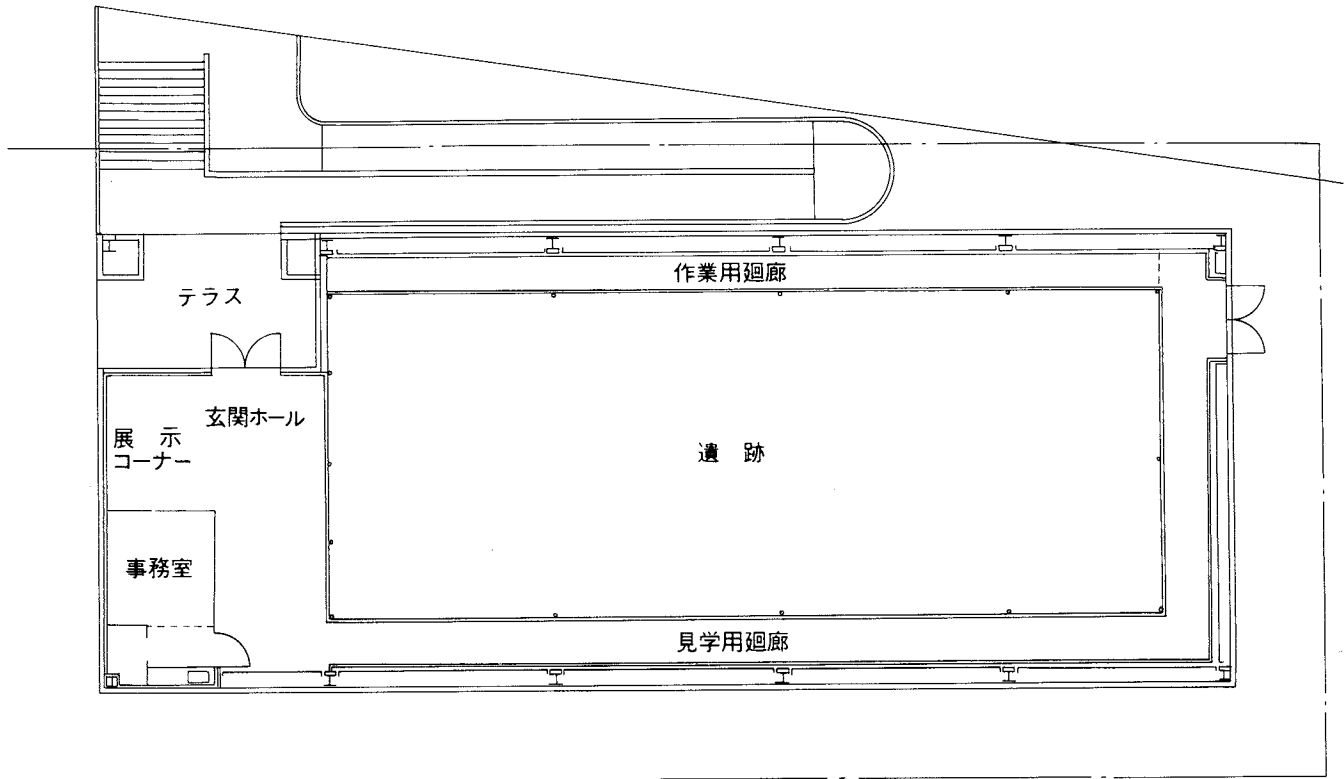 作業用廻廊
テラス
玄関ホール
展 示
コーナー
遺 跡
事務室
見学用廻廊